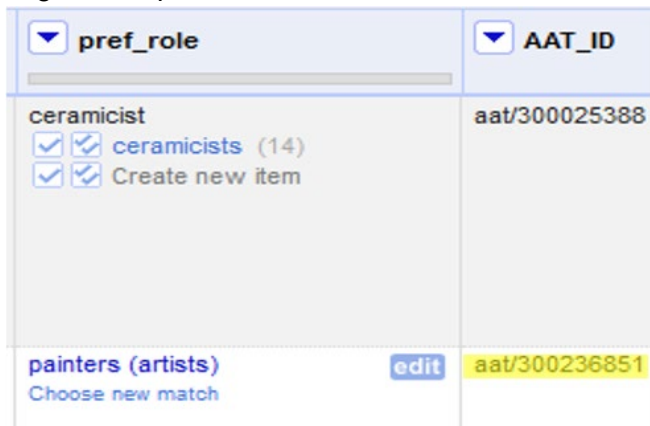 pref_role AAT_ID
ceramicist aat/300025388
ceramicists (14)
Create new item
painters (artists) edit aat/300236851
Choose new match